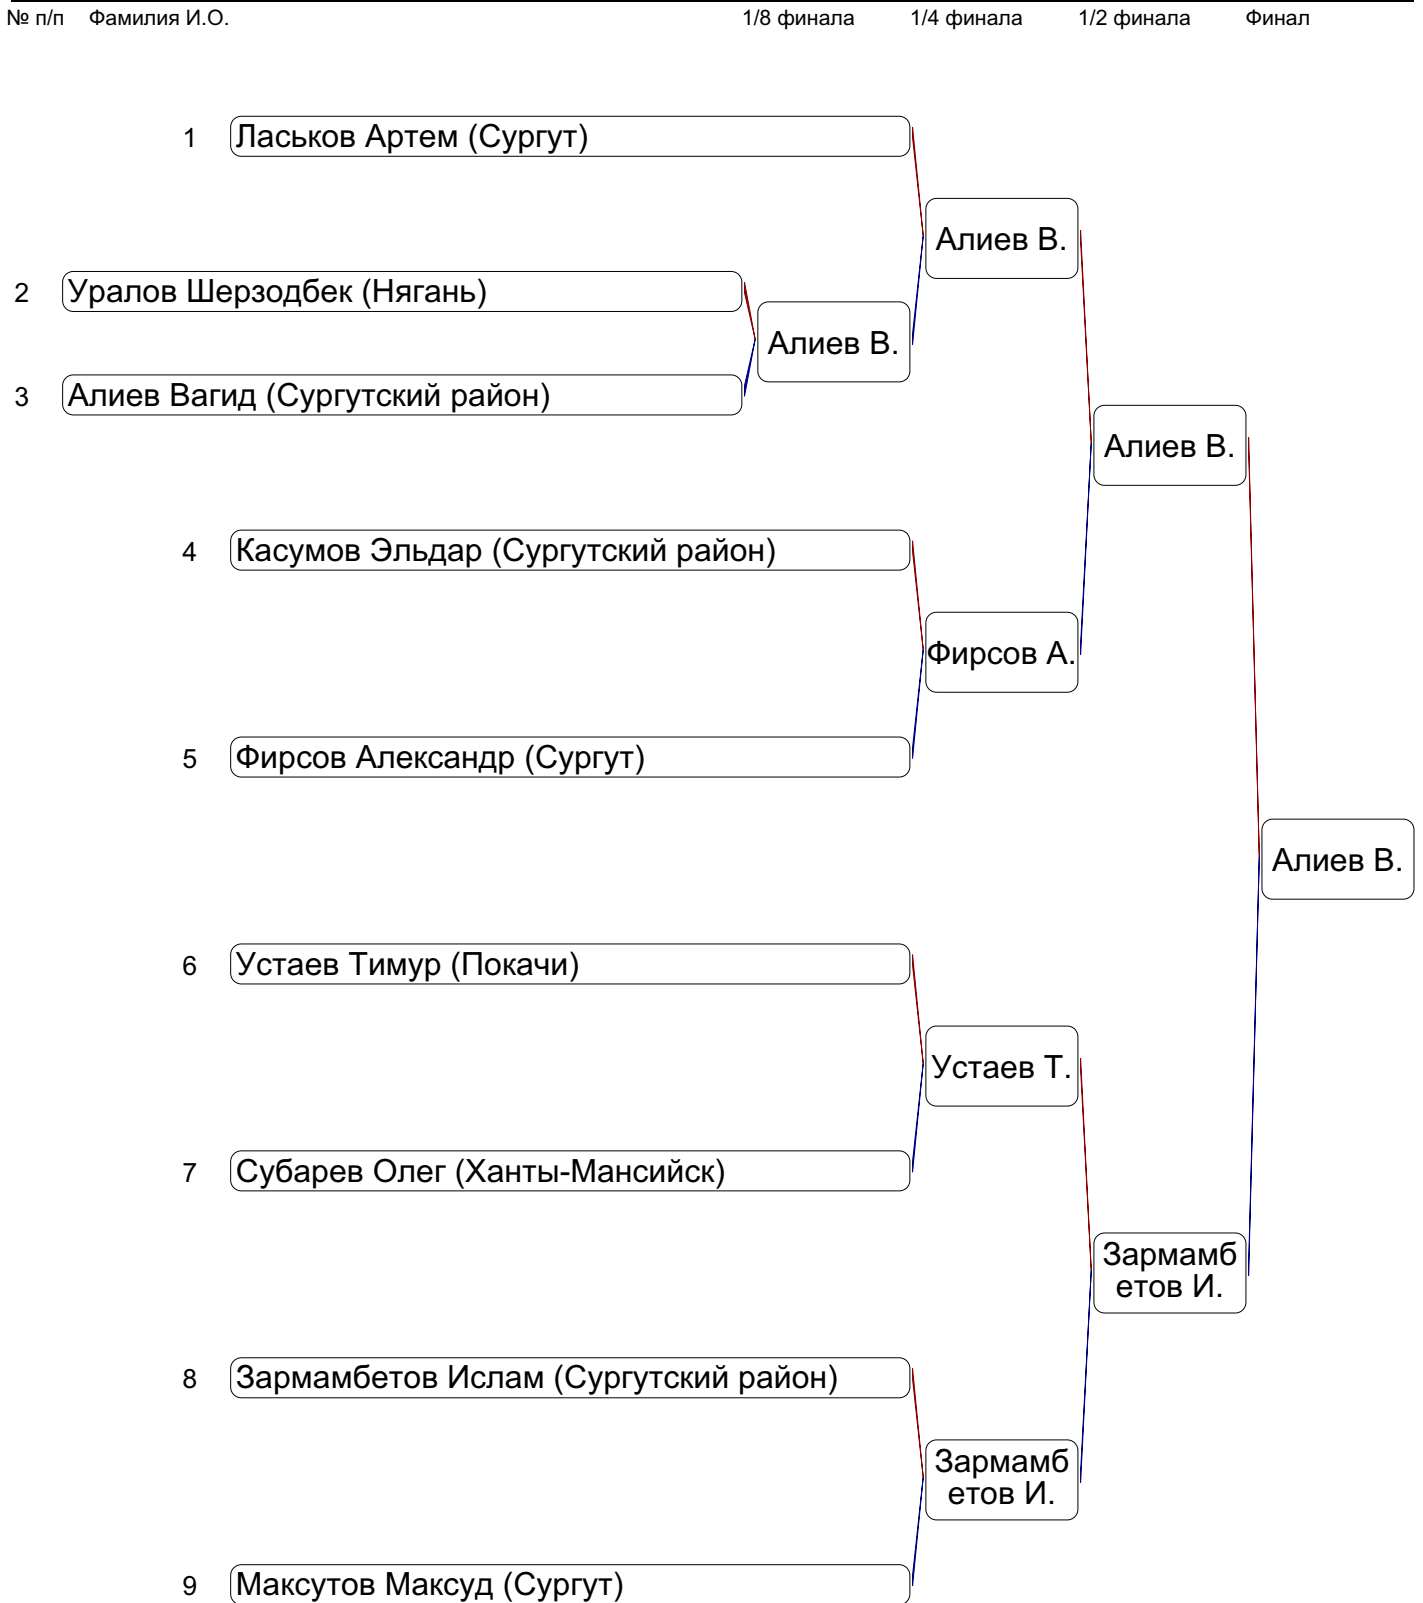 № п/п Фамилия И.О. 1/8 финала 1/4 финала 1/2 финала Финал
1 Ласьков Артем (Сургут)
Алиев В.
2 Уралов Шерзодбек (Нягань)
Алиев В.
3 Алиев Вагид (Сургутский район)
Алиев В.
4 Касумов Эльдар (Сургутский район)
Фирсов А.
5 Фирсов Александр (Сургут)
Алиев В.
6 Устаев Тимур (Покачи)
Устаев Т.
7 Субарев Олег (Ханты-Мансийск)
Зармамб
етов И.
8 Зармамбетов Ислам (Сургутский район)
Зармамб
етов И.
9 Максутов Максуд (Сургут)